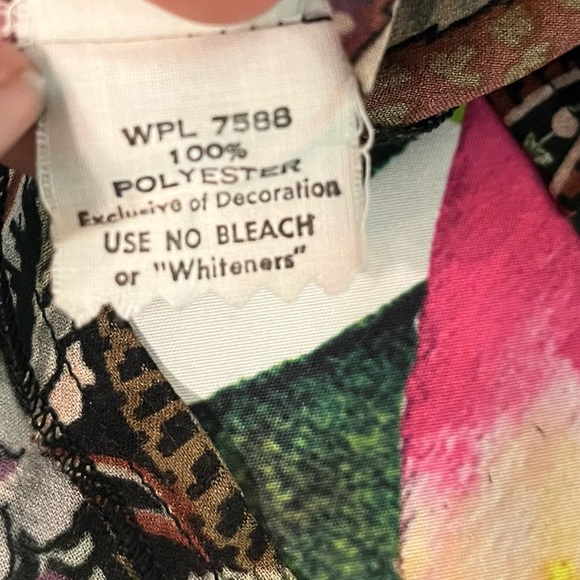 WPL 7588
100%
POLYESTER
Exclusive of Decoration
USE NO BLEACH
or "Whiteners"